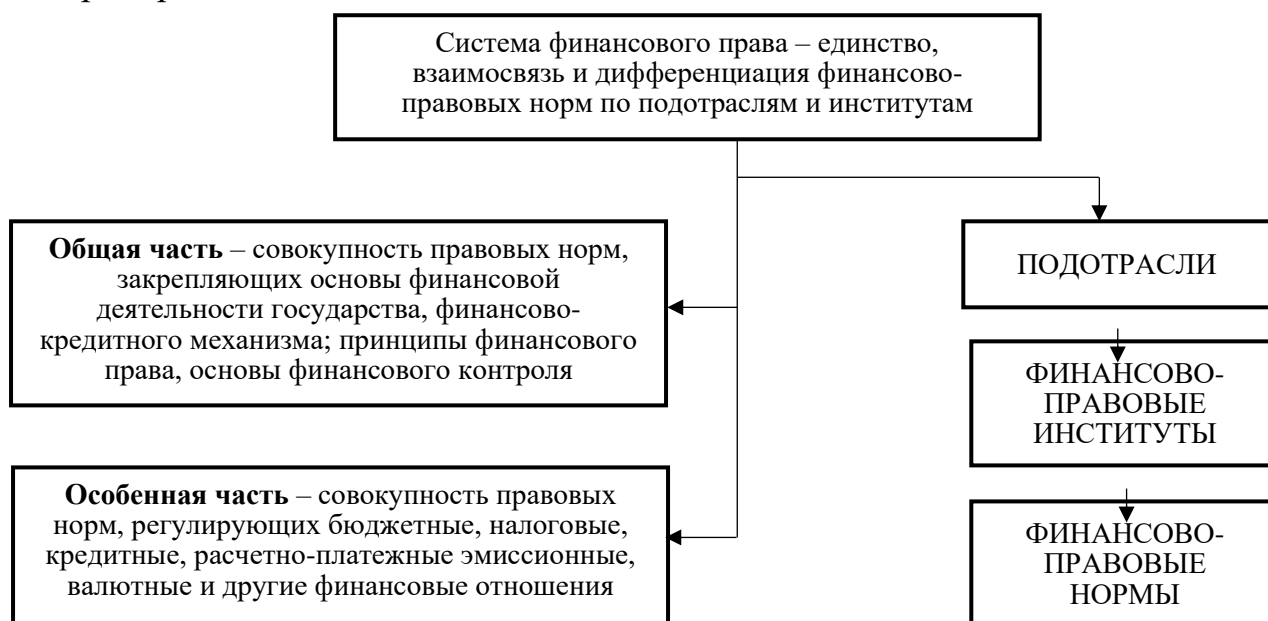 Система финансового права – единство,
взаимосвязь и дифференциация финансово-
правовых норм по подотраслям и институтам
Общая часть – совокупность правовых норм,
закрепляющих основы финансовой
деятельности государства, финансово-
кредитного механизма; принципы финансового
права, основы финансового контроля
ПОДОТРАСЛИ
ФИНАНСОВО-
ПРАВОВЫЕ
ИНСТИТУТЫ
Особенная часть – совокупность правовых
норм, регулирующих бюджетные, налоговые,
кредитные, расчетно-платежные эмиссионные,
валютные и другие финансовые отношения
ФИНАНСОВО-
ПРАВОВЫЕ
НОРМЫ